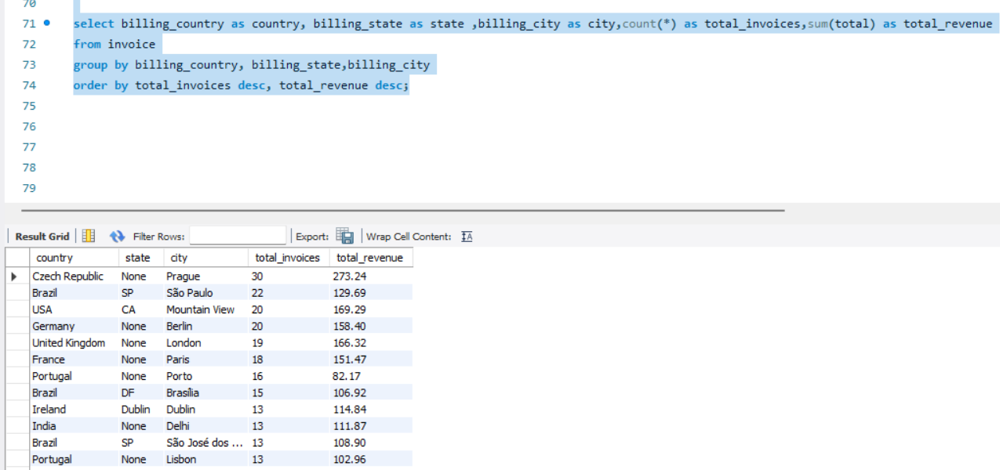 70
71 select billing_country as country, billing_state as state ,billing_city as city,count(*) as total_invoices,sum(total) as total_revenue
72 from invoice
73 group by billing_country, billing_state,billing_city
74 order by total_invoices desc, total_revenue desc;
75
76
77
78
79
Result Grid Filter Rows: Export: Wrap Cell Content: IA
country state city total_invoices total_revenue
Czech Republic None Prague 30 273.24
Brazil SP São Paulo 22 129.69
USA CA Mountain View 20 169.29
Germany None Berlin 20 158.40
United Kingdom None London 19 166.32
France None Paris 18 151.47
Portugal None Porto 16 82.17
Brazil DF Brasília 15 106.92
Ireland Dublin Dublin 13 114.84
India None Delhi 13 111.87
Brazil SP São José dos ... 13 108.90
Portugal None Lisbon 13 102.96